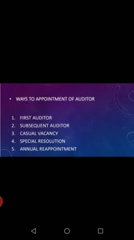 • WAYS TO APPOINTMENT OF AUDITOR
1. FIRST AUDITOR
2. SUBSEQUENT AUDITOR
3. CASUAL VACANCY
4. SPECIAL RESOLUTION
5. ANNUAL REAPPOINTMENT